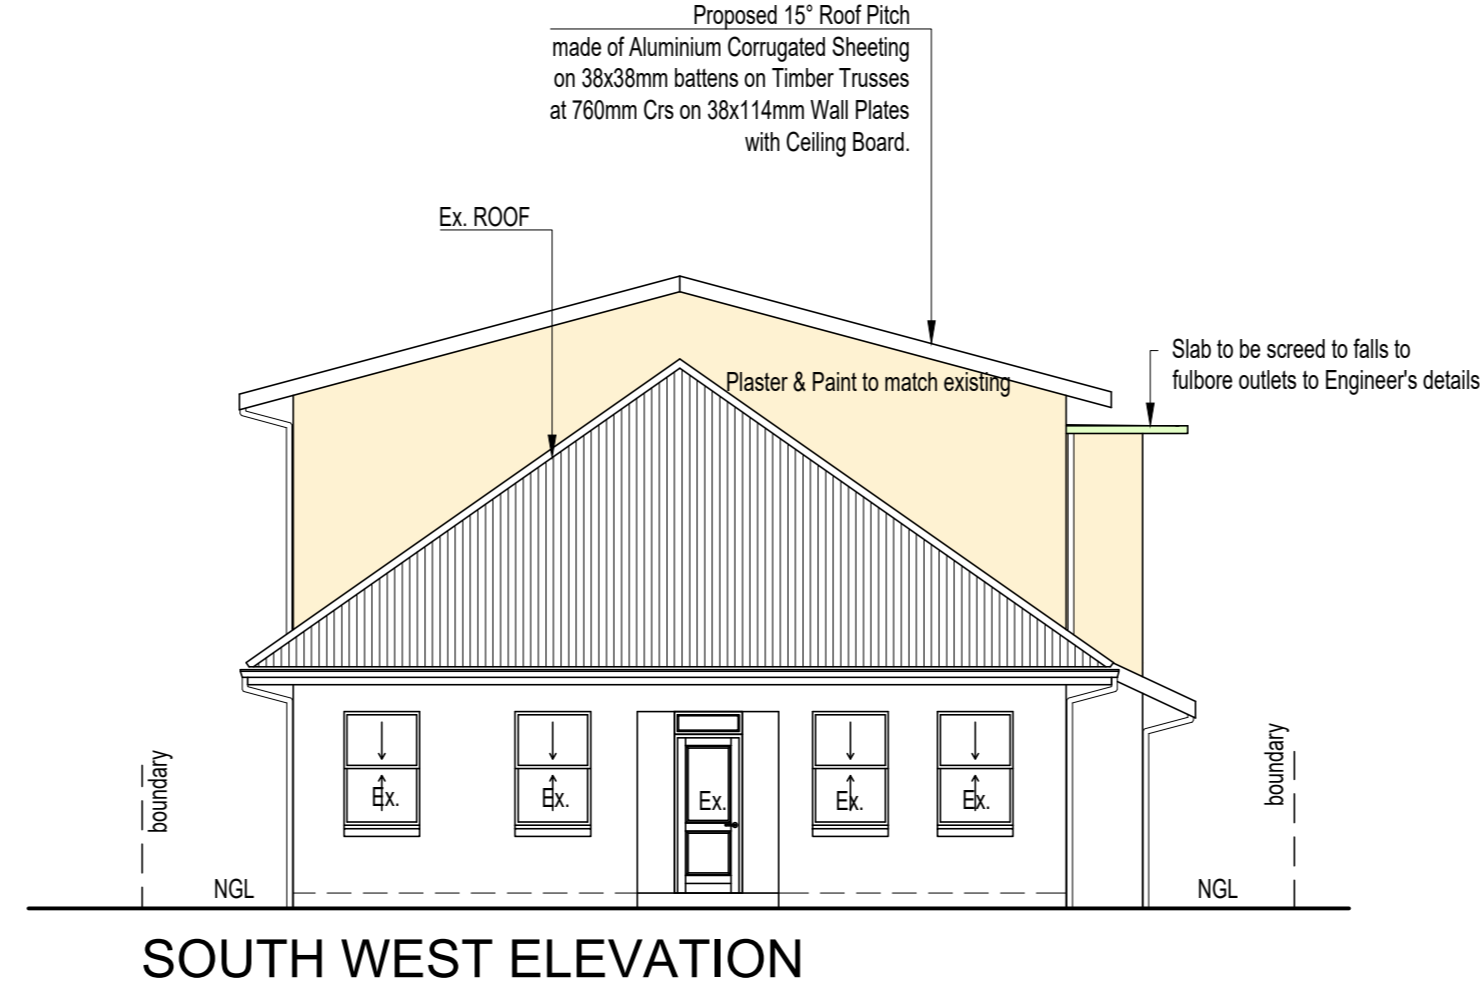 Proposed 15° Roof Pitch
made of Aluminium Corrugated Sheeting
on 38x38mm battens on Timber Trusses
at 760mm Crs on 38x114mm Wall Plates
with Ceiling Board.
Ex. ROOF
Slab to be screed to falls to
fulbore outlets to Engineer's details
Plaster & Paint to match existing
boundary
boundary
Ex.
Ex.
Ex.
Ex.
Ex.
NGL
NGL
SOUTH WEST ELEVATION